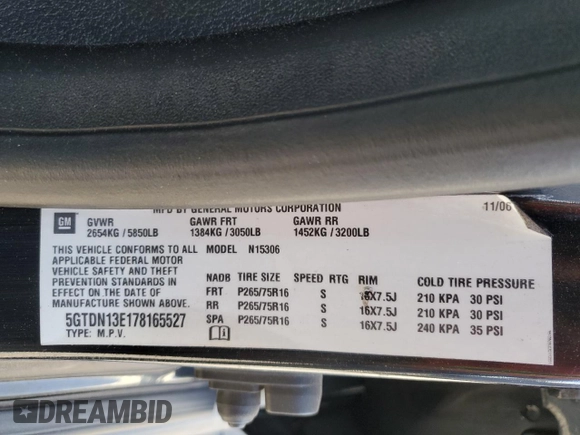 MFD BY GENERAL MOTORS CORPORATION 11/06
GM GVWR GAWR FRT GAWR RR
2654KG / 5850LB 1384KG / 3050LB 1452KG / 3200LB
THIS VEHICLE CONFORMS TO ALL MODEL N15306
APPLICABLE FEDERAL MOTOR
VEHICLE SAFETY AND THEFT
PREVENTION STANDARDS IN
EFFECT ON THE DATE OF
MANUFACTURE SHOWN ABOVE.
5GTDN13E178165527
TYPE: M.P.V.
NADB TIRE SIZE SPEED RTG RIM COLD TIRE PRESSURE
FRT P265/75R16 S 16X7.5J 210 KPA 30 PSI
RR P265/75R16 S 16X7.5J 210 KPA 30 PSI
SPA P265/75R16 S 16X7.5J 240 KPA 35 PSI
DREAMBID